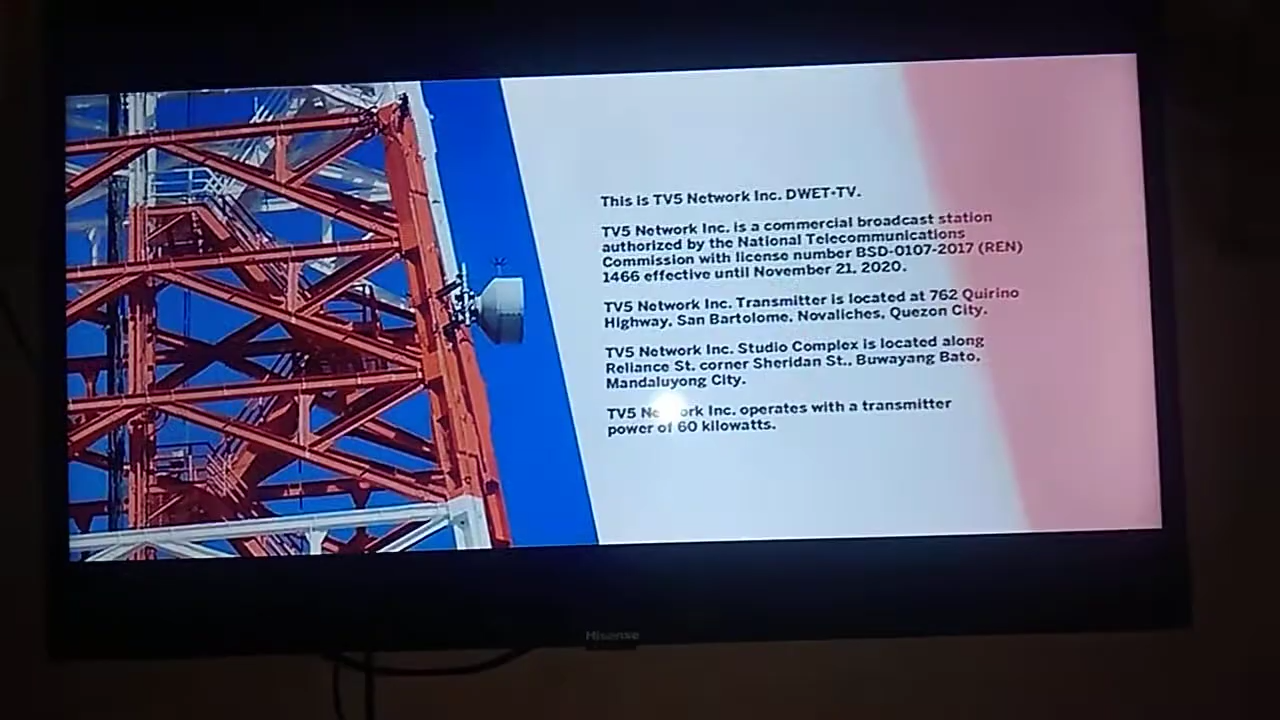 This is TV5 Network Inc. DWET-TV.
TV5 Network Inc. is a commercial broadcast station
authorized by the National Telecommunications
Commission with license number BSD-0107-2017 (REN)
1466 effective until November 21, 2020.
TV5 Network Inc. Transmitter is located at 762 Quirino
Highway, San Bartolome, Novaliches, Quezon City.
TV5 Network Inc. Studio Complex is located along
Reliance St. corner Sheridan St., Buwayang Bato,
Mandaluyong City.
TV5 Network Inc. operates with a transmitter
power of 60 kilowatts.
Hisense